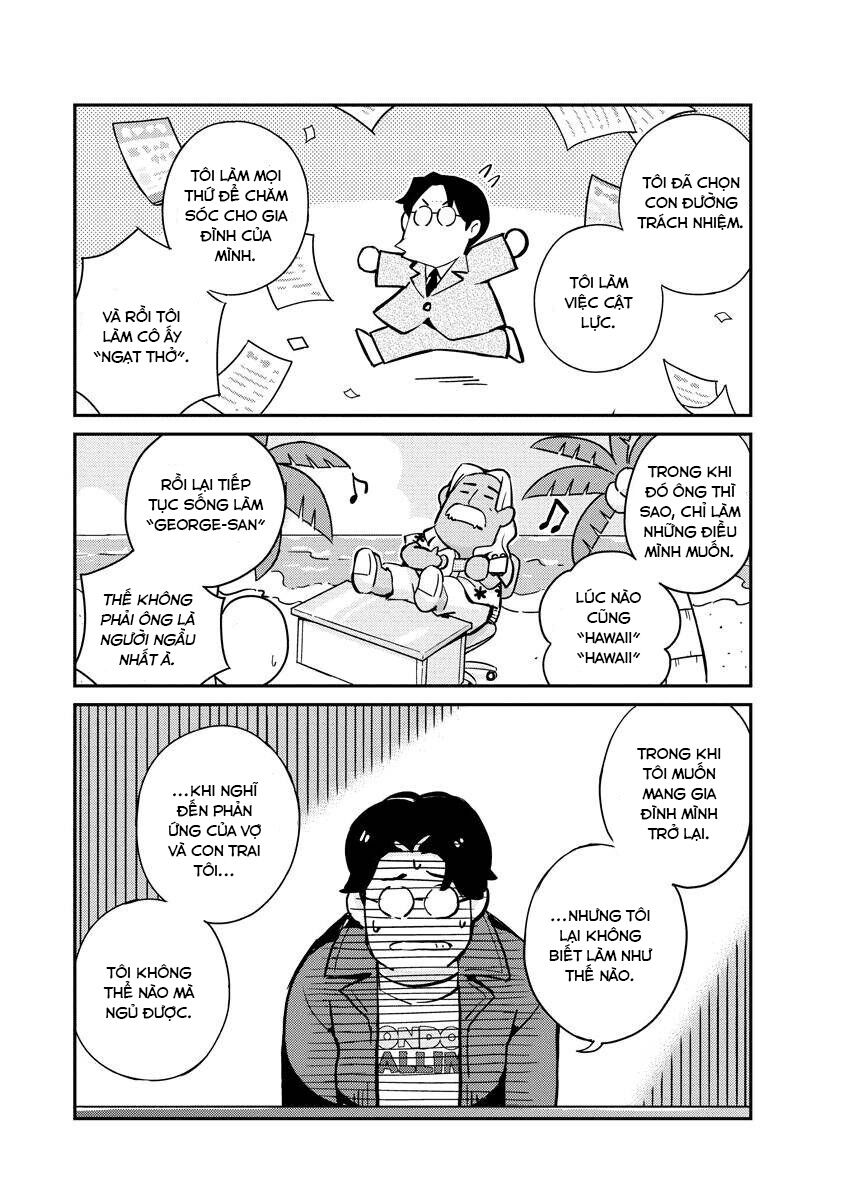 TÔI ĐÃ CHỌN
CON ĐƯỜNG
TRÁCH NHIỆM.
TÔI LÀM
VIỆC CẬT
LỰC.
TÔI LÀM MỌI
THỨ ĐỂ CHĂM
SÓC CHO GIA
ĐÌNH CỦA
MÌNH.
VÀ RỒI TÔI
LÀM CÔ ẤY
“NGẠT THỞ”.
TRONG KHI
ĐÓ ÔNG THÌ
SAO, CHỈ LÀM
NHỮNG ĐIỀU
MÌNH MUỐN.
LÚC NÀO
CŨNG
“HAWAII”
“HAWAII”
RỒI LẠI TIẾP
TỤC SỐNG LÀM
“GEORGE-SAN”
THẾ KHÔNG
PHẢI ÔNG LÀ
NGƯỜI NGẦU
NHẤT À.
TRONG KHI
TÔI MUỐN
MANG GIA
ĐÌNH MÌNH
TRỞ LẠI.
...NHƯNG TÔI
LẠI KHÔNG
BIẾT LÀM NHƯ
THẾ NÀO.
...KHI NGHĨ
ĐẾN PHẢN
ỨNG CỦA VỢ
VÀ CON TRAI
TÔI...
TÔI KHÔNG
THỂ NÀO MÀ
NGỦ ĐƯỢC.
ONDO
ALLIN